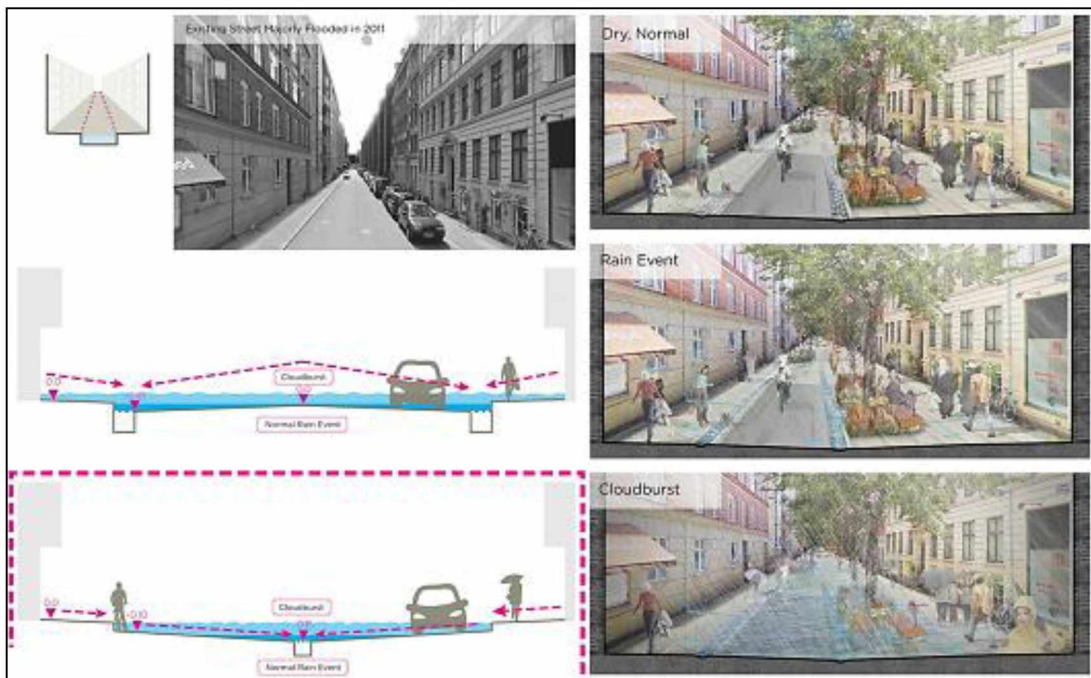 Existing Street Majorly Flooded in 2011
Dry, Normal
Rain Event
0.0
Cloudburst
Normal Rain Event
Cloudburst
0.0
-0.10
Cloudburst
Normal Rain Event